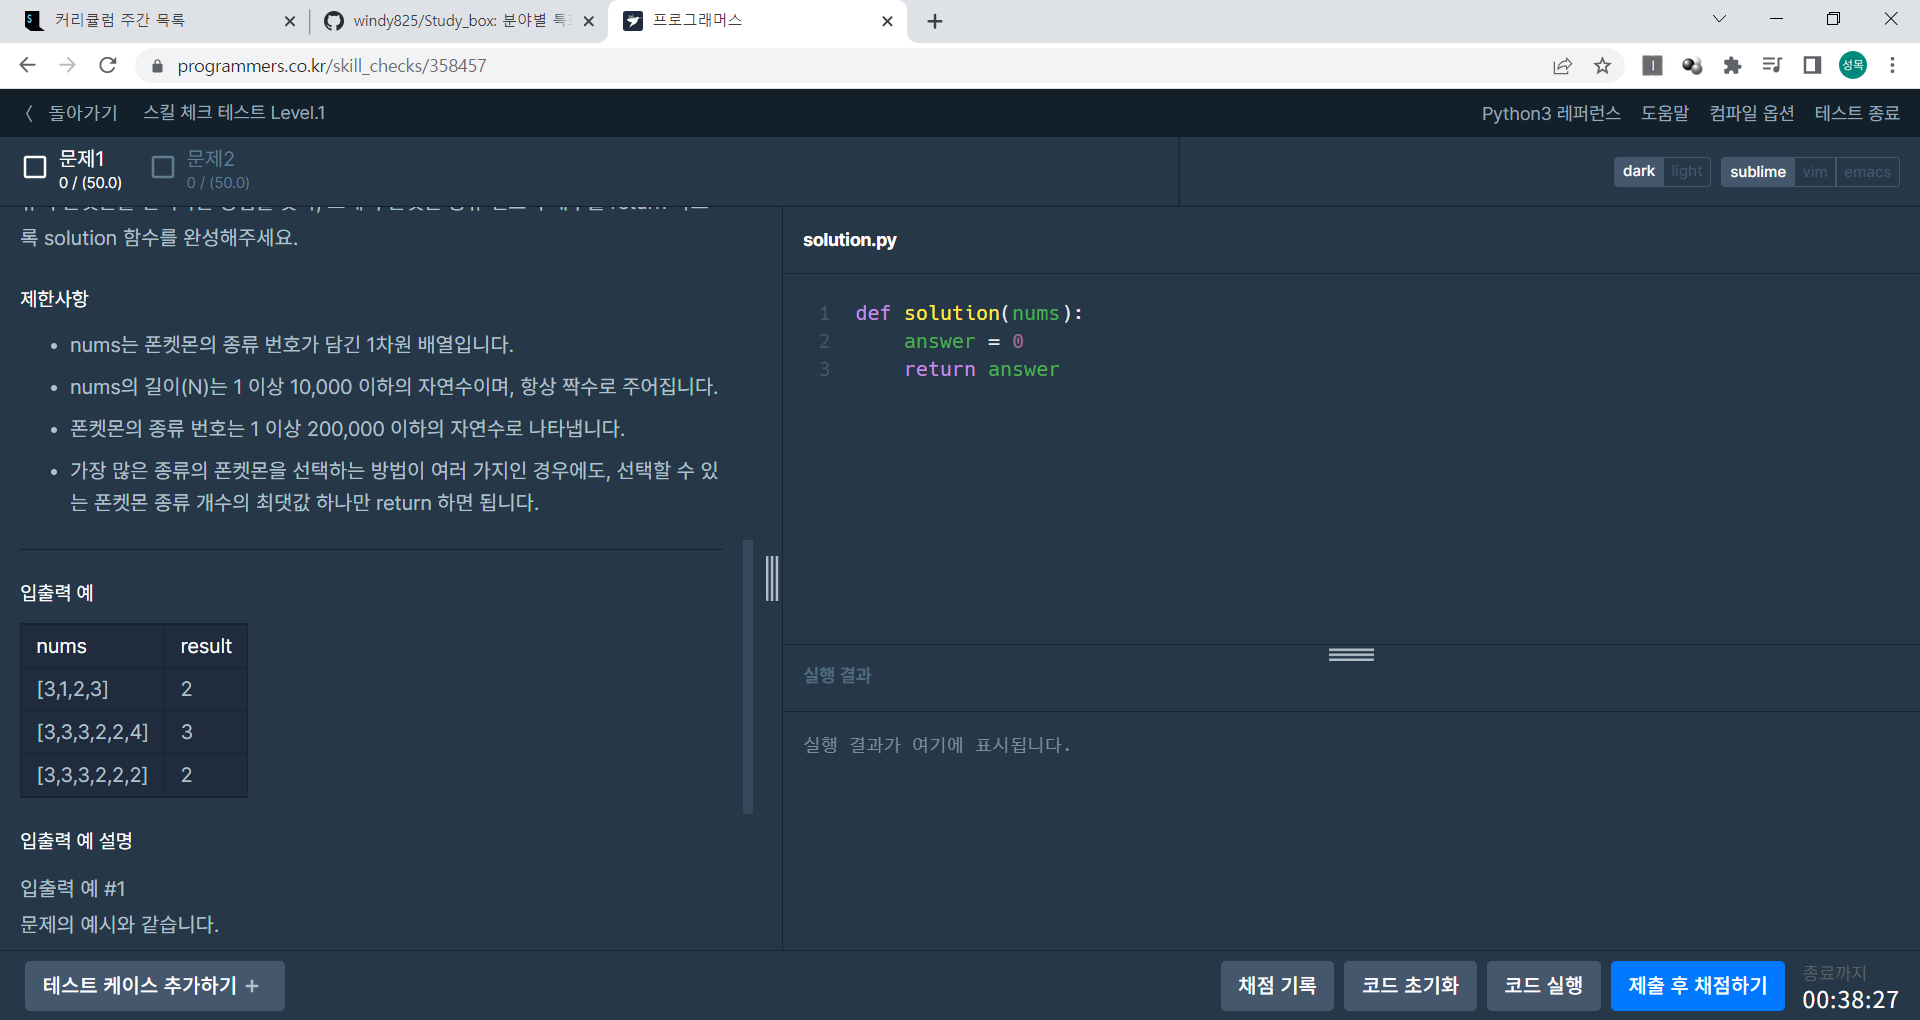 커리큘럼 주간 목록
windy825/Study_box: 분야별 특
프로그래머스
programmers.co.kr/skill_checks/358457
성목
돌아가기
스킬 체크 테스트 Level.1
Python3 레퍼런스
도움말
컴파일 옵션
테스트 종료
문제1
0 / (50.0)
문제2
0 / (50.0)
dark
light
sublime
vim
emacs
록 solution 함수를 완성해주세요.
제한사항
• nums는 폰켓몬의 종류 번호가 담긴 1차원 배열입니다.
• nums의 길이(N)는 1 이상 10,000 이하의 자연수이며, 항상 짝수로 주어집니다.
• 폰켓몬의 종류 번호는 1 이상 200,000 이하의 자연수로 나타냅니다.
• 가장 많은 종류의 폰켓몬을 선택하는 방법이 여러 가지인 경우에도, 선택할 수 있
는 폰켓몬 종류 개수의 최댓값 하나만 return 하면 됩니다.
입출력 예
nums result
[3,1,2,3] 2
[3,3,3,2,2,4] 3
[3,3,3,2,2,2] 2
입출력 예 설명
입출력 예 #1
문제의 예시와 같습니다.
solution.py
1 def solution(nums):
2     answer = 0
3     return answer
실행 결과
실행 결과가 여기에 표시됩니다.
테스트 케이스 추가하기 +
채점 기록
코드 초기화
코드 실행
제출 후 채점하기
종료까지
00:38:27